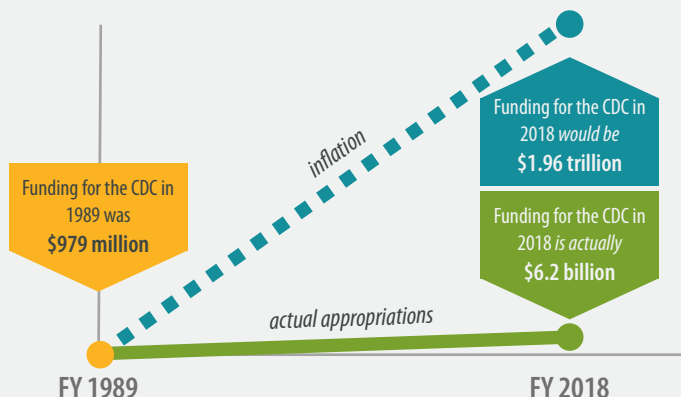 Funding for the CDC in
2018 would be
$1.96 trillion
inflation
Funding for the CDC in
1989 was
$979 million
Funding for the CDC in
2018 is actually
$6.2 billion
actual appropriations
FY 1989
FY 2018